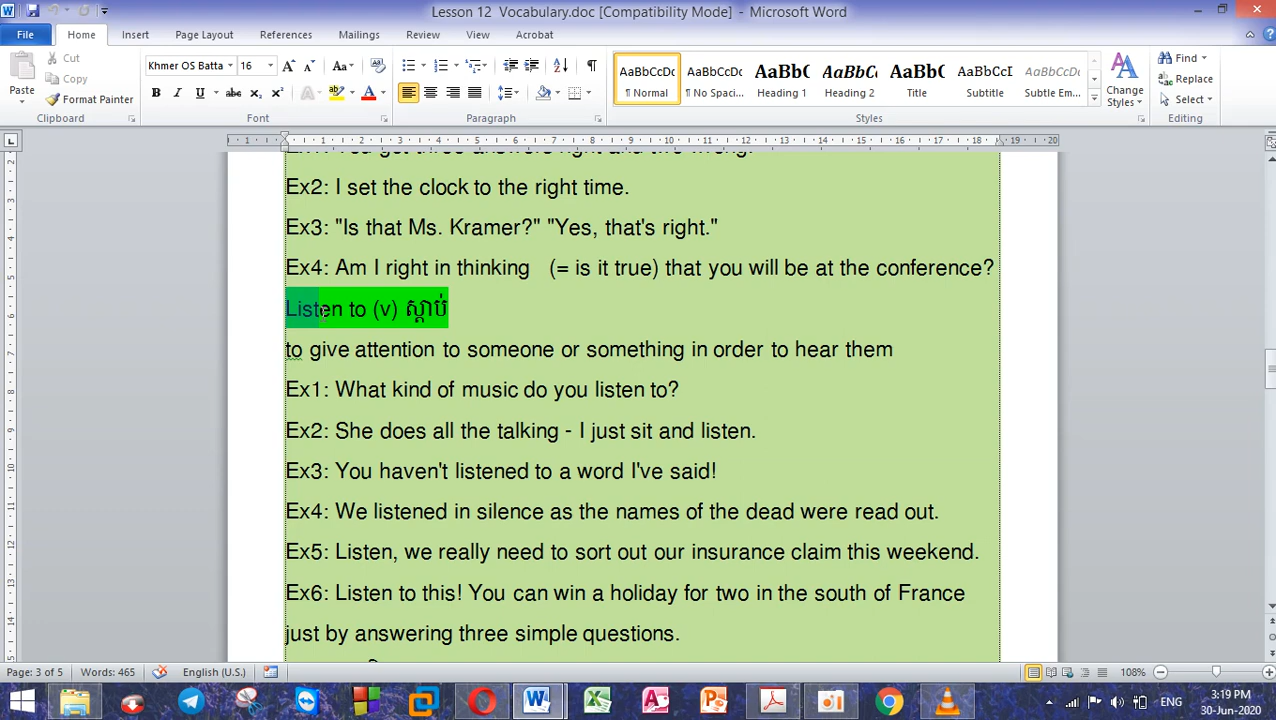 Lesson 12  Vocabulary.doc [Compatibility Mode]  -  Microsoft Word
File Home Insert Page Layout References Mailings Review View Acrobat
Paste Cut Copy Format Painter
Khmer OS Batta 16
AaBbCcDc AaBbCcDc AaBbC AaBbCc AaBbC AaBbCcI AaBbCcDc
¶ Normal ¶ No Spaci... Heading 1 Heading 2 Title Subtitle Subtle Em...
Change Styles
Find Replace Select
Clipboard Font Paragraph Styles Editing
Ex2: I set the clock to the right time.
Ex3: "Is that Ms. Kramer?" "Yes, that's right."
Ex4: Am I right in thinking   (= is it true) that you will be at the conference?
Listen to (v) ស្តាប់
to give attention to someone or something in order to hear them
Ex1: What kind of music do you listen to?
Ex2: She does all the talking - I just sit and listen.
Ex3: You haven't listened to a word I've said!
Ex4: We listened in silence as the names of the dead were read out.
Ex5: Listen, we really need to sort out our insurance claim this weekend.
Ex6: Listen to this! You can win a holiday for two in the south of France
just by answering three simple questions.
Page: 3 of 5 Words: 465 English (U.S.) 108%
ENG 3:19 PM
30-Jun-2020